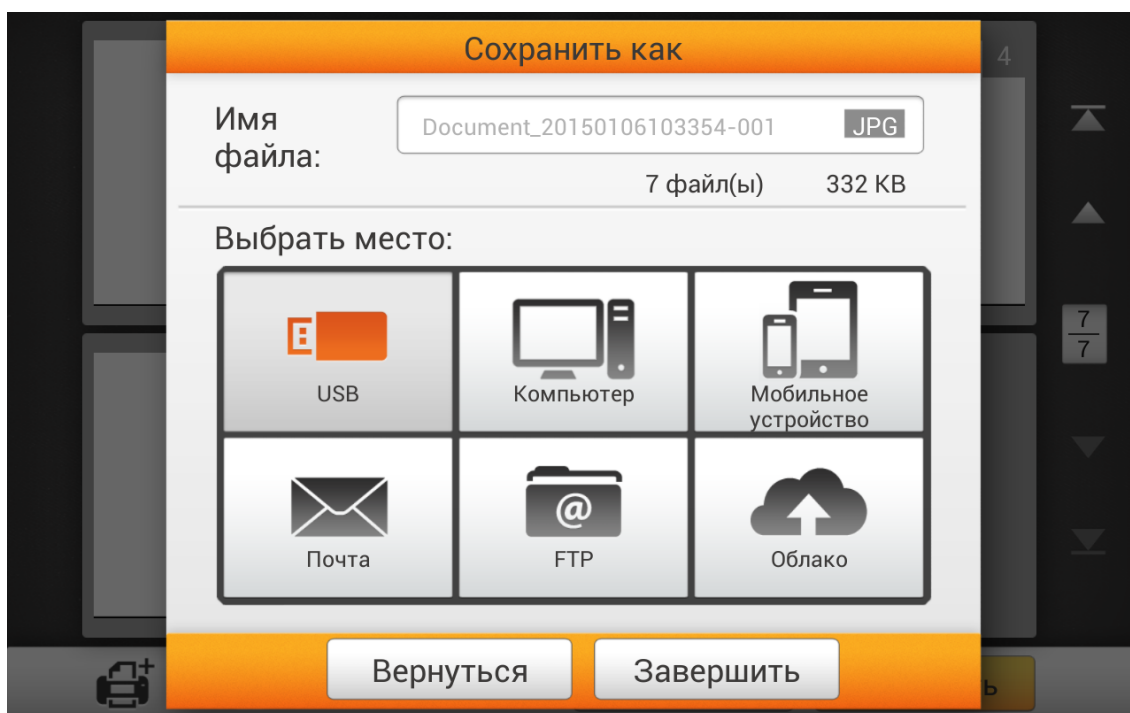 Сохранить как
4
Имя
файла:
Document_20150106103354-001
JPG
7 файл(ы) 332 KB
Выбрать место:
7
7
USB
Компьютер
Мобильное
устройство
@
Почта
FTP
Облако
Вернуться
Завершить
ь